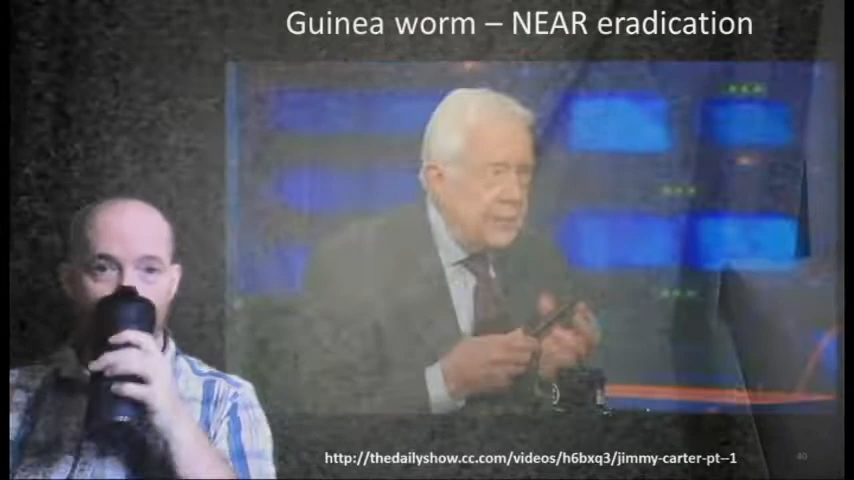 Guinea worm – NEAR eradication
http://thedailyshow.cc.com/videos/h6bxq3/jimmy-carter-pt--1
40